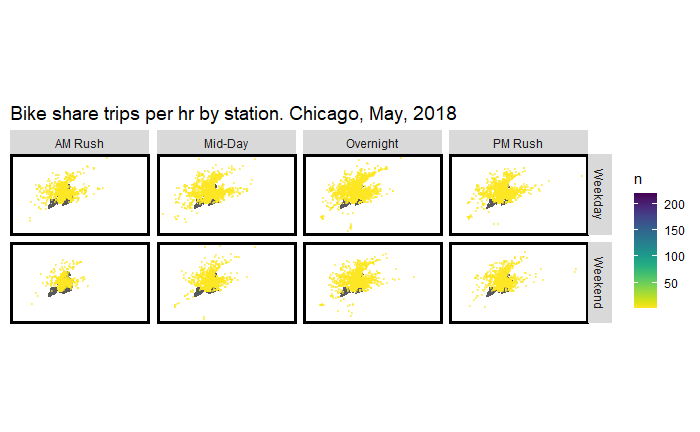 Bike share trips per hr by station. Chicago, May, 2018
AM Rush
Mid-Day
Overnight
PM Rush
Weekday
Weekend
n
200
150
100
50